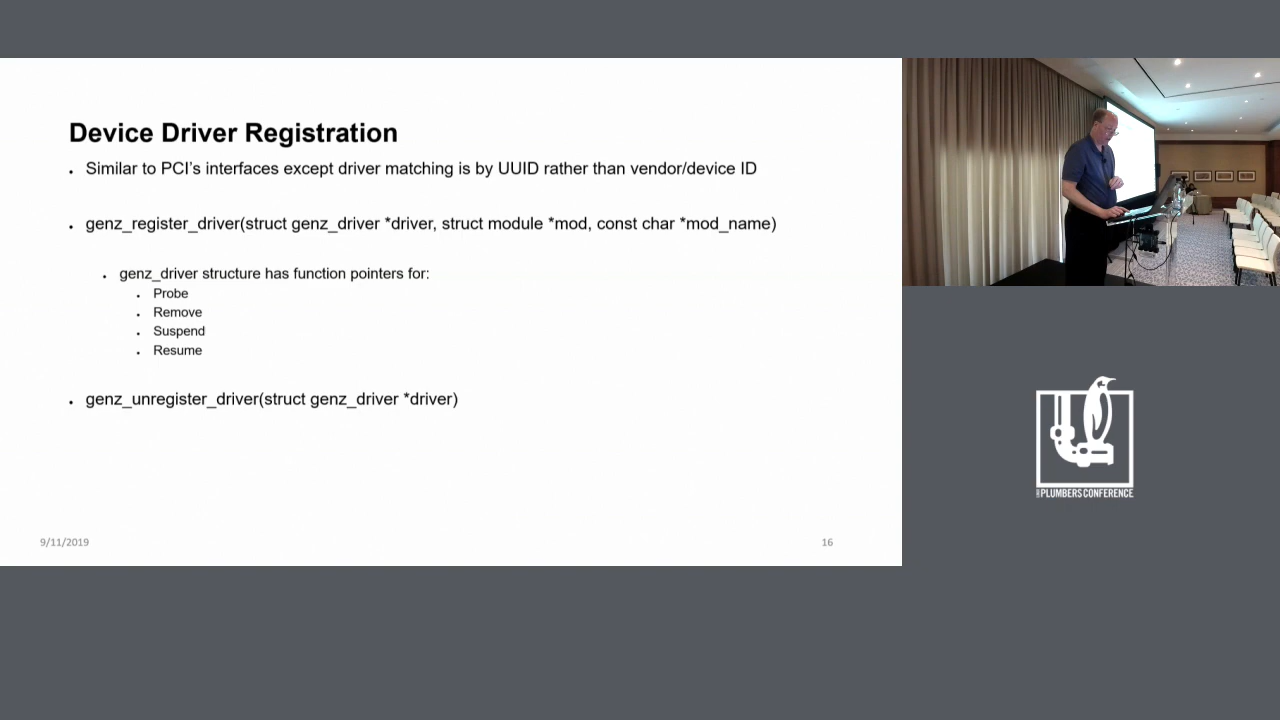 Device Driver Registration
• Similar to PCI's interfaces except driver matching is by UUID rather than vendor/device ID
• genz_register_driver(struct genz_driver *driver, struct module *mod, const char *mod_name)
• genz_driver structure has function pointers for:
• Probe
• Remove
• Suspend
• Resume
• genz_unregister_driver(struct genz_driver *driver)
9/11/2019
16
PLUMBERS CONFERENCE